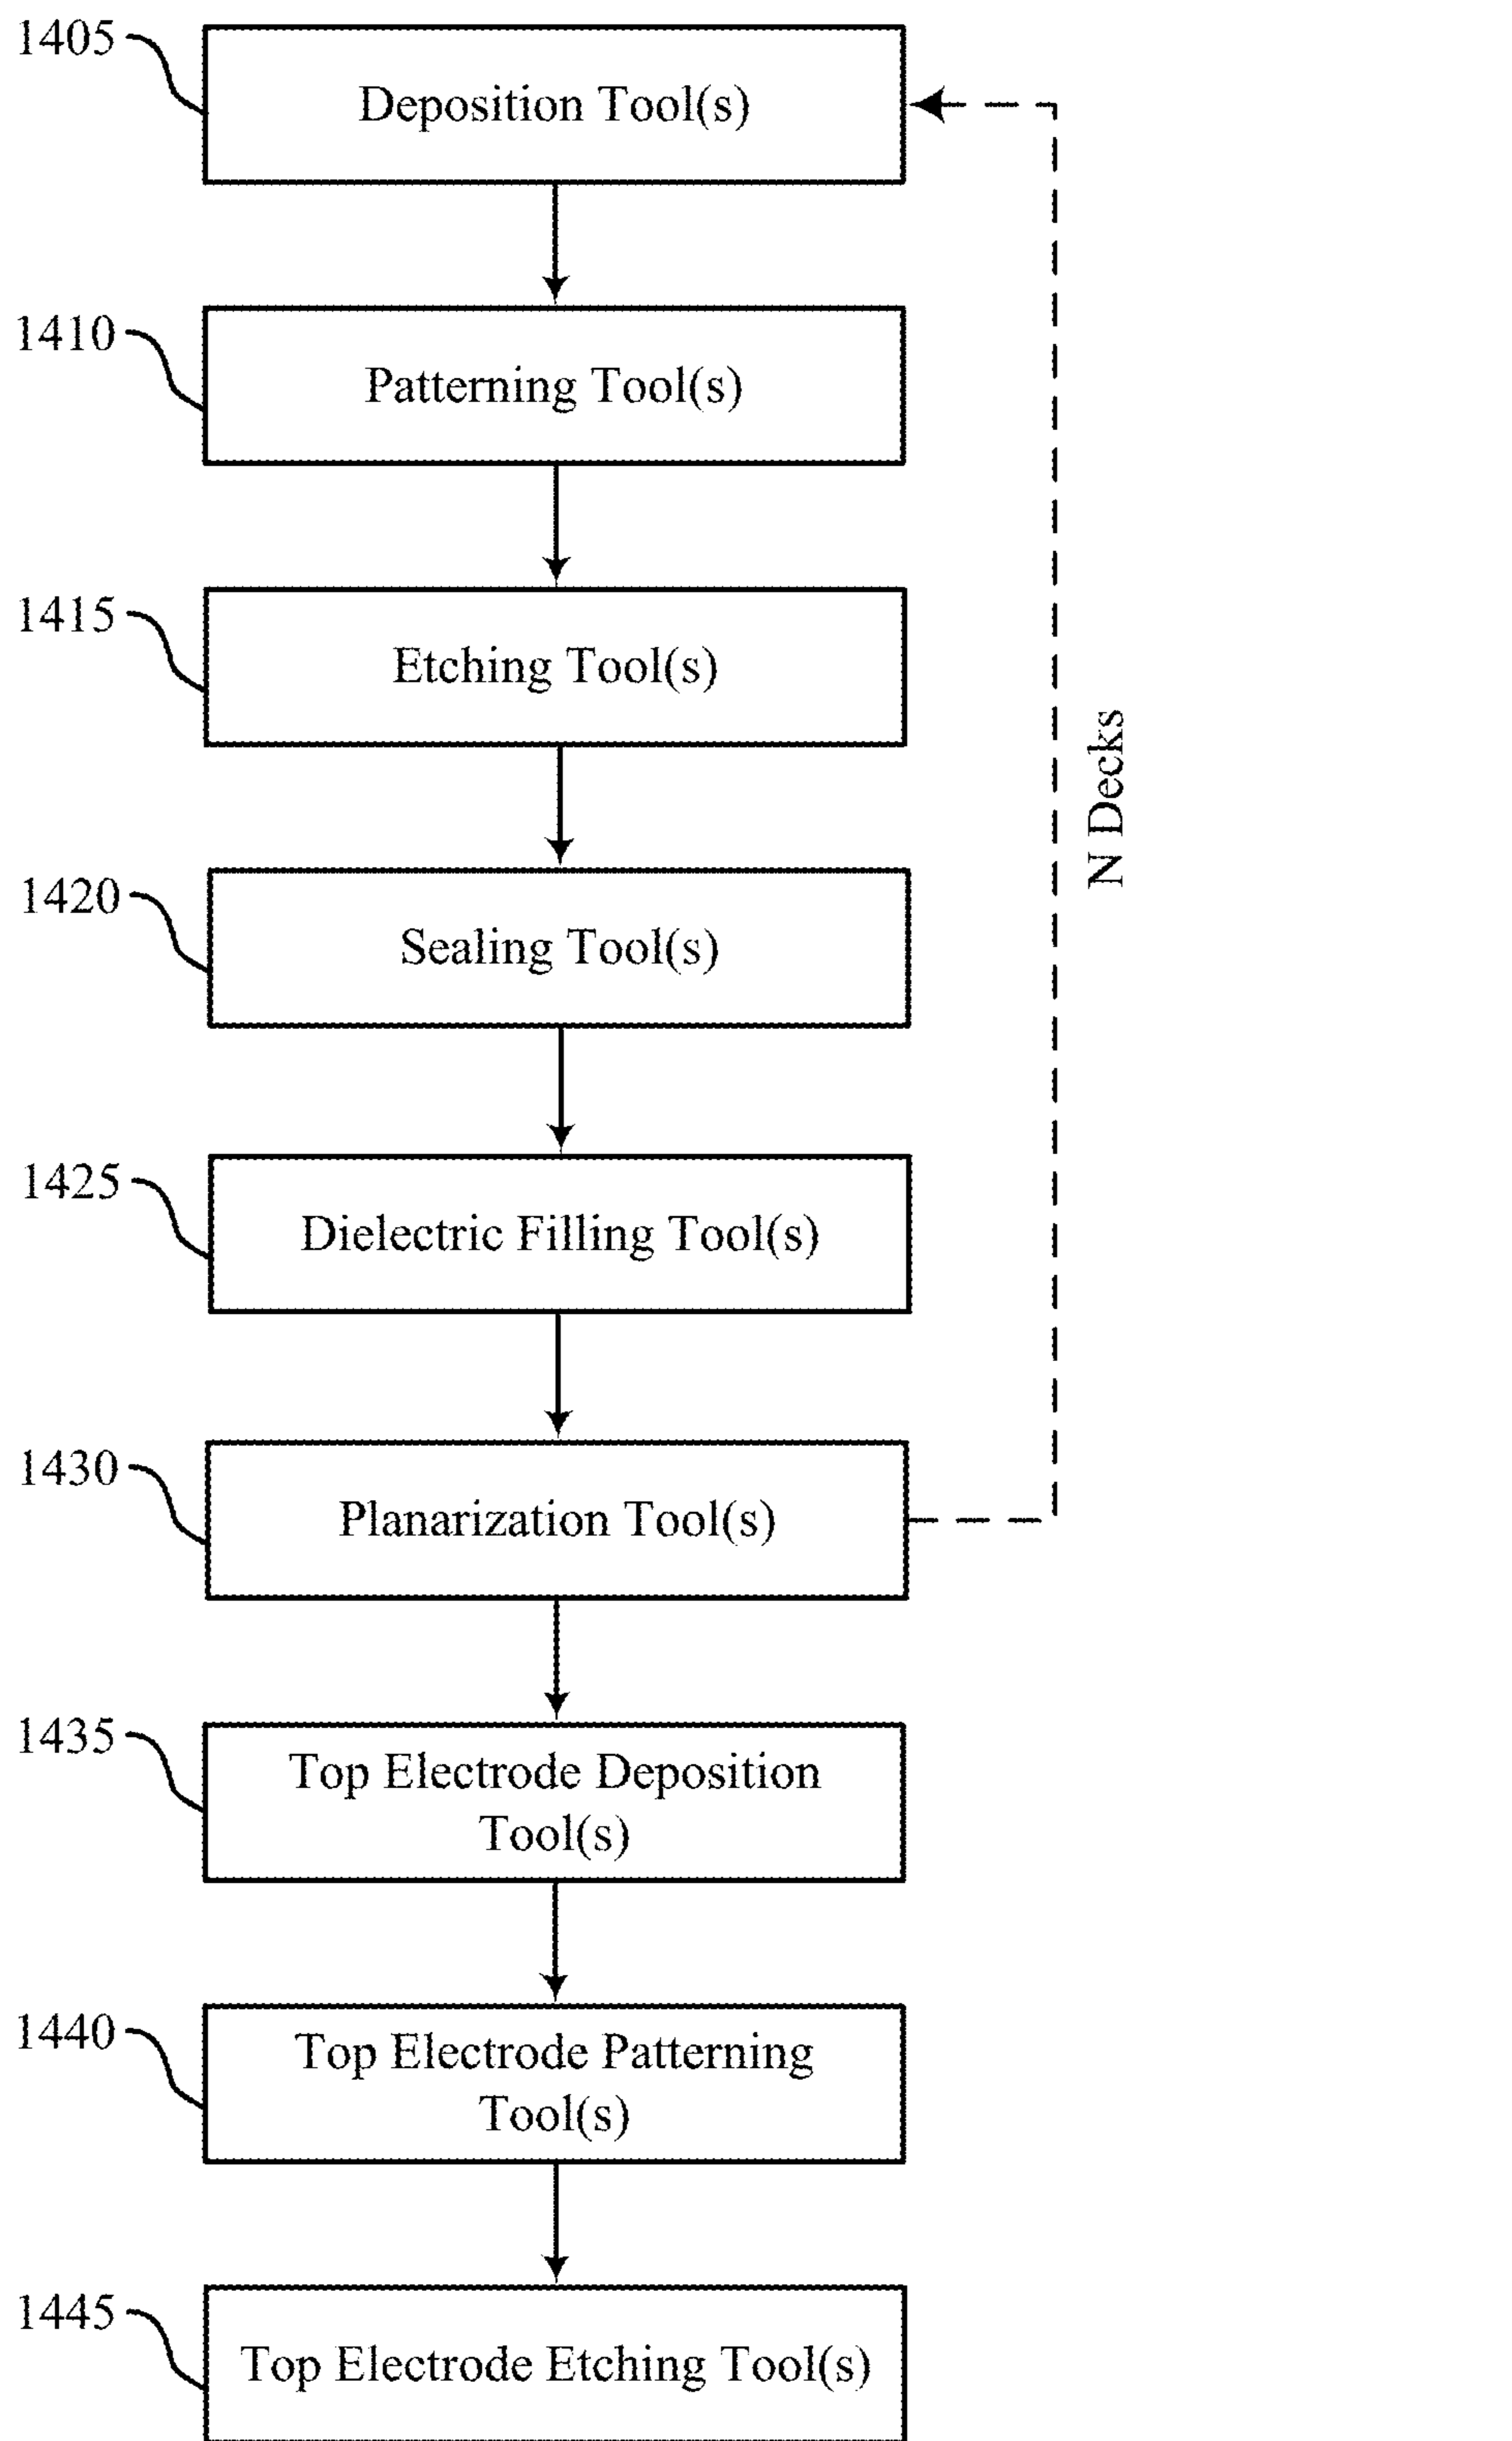 1405
Deposition Tool(s)
1410
Patterning Tool(s)
1415
Etching Tool(s)
1420
Sealing Tool(s)
N Decks
1425
Dielectric Filling Tool(s)
1430
Planarization Tool(s)
1435
Top Electrode Deposition
Tool(s)
1440
Top Electrode Patterning
Tool(s)
1445
Top Electrode Etching Tool(s)